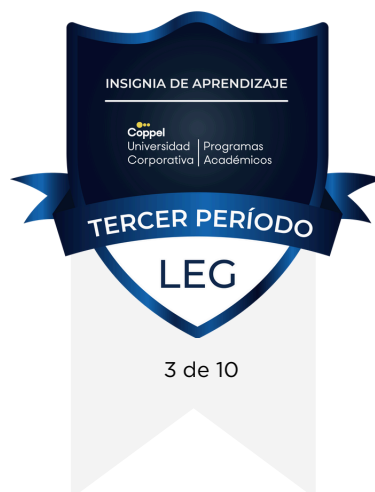 INSIGNIA DE APRENDIZAJE
Coppel
Universidad | Programas
Corporativa | Académicos
TERCER PERÍODO
LEG
3 de 10